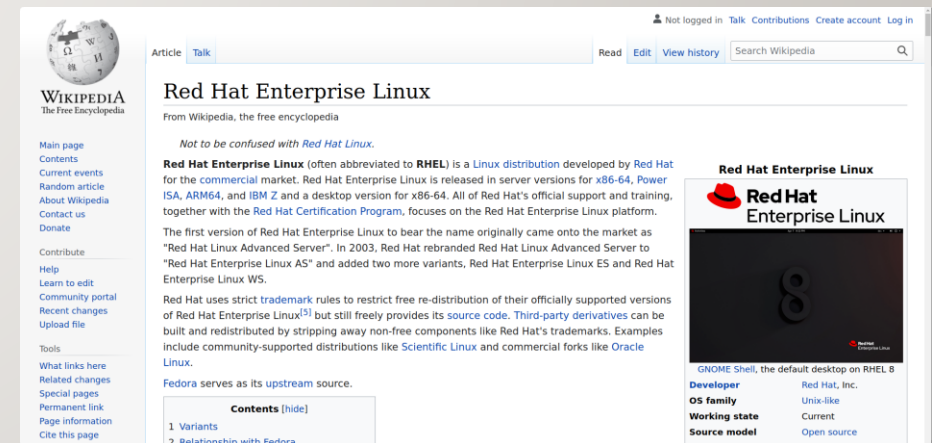 Not logged in Talk Contributions Create account Log in
Article Talk
Read Edit View history Search Wikipedia
WIKIPEDIA
The Free Encyclopedia
Main page
Contents
Current events
Random article
About Wikipedia
Contact us
Donate
Contribute
Help
Learn to edit
Community portal
Recent changes
Upload file
Tools
What links here
Related changes
Special pages
Permanent link
Page information
Cite this page
Red Hat Enterprise Linux
From Wikipedia, the free encyclopedia
Not to be confused with Red Hat Linux.
Red Hat Enterprise Linux (often abbreviated to RHEL) is a Linux distribution developed by Red Hat
for the commercial market. Red Hat Enterprise Linux is released in server versions for x86-64, Power
ISA, ARM64, and IBM Z and a desktop version for x86-64. All of Red Hat's official support and training,
together with the Red Hat Certification Program, focuses on the Red Hat Enterprise Linux platform.
The first version of Red Hat Enterprise Linux to bear the name originally came onto the market as
"Red Hat Linux Advanced Server". In 2003, Red Hat rebranded Red Hat Linux Advanced Server to
"Red Hat Enterprise Linux AS" and added two more variants, Red Hat Enterprise Linux ES and Red Hat
Enterprise Linux WS.
Red Hat uses strict trademark rules to restrict free re-distribution of their officially supported versions
of Red Hat Enterprise Linux[5] but still freely provides its source code. Third-party derivatives can be
built and redistributed by stripping away non-free components like Red Hat's trademarks. Examples
include community-supported distributions like Scientific Linux and commercial forks like Oracle
Linux.
Fedora serves as its upstream source.
Contents [hide]
1 Variants
2 Relationship with Fedora
Red Hat Enterprise Linux
Red Hat
Enterprise Linux
8
Red Hat
Enterprise Linux
GNOME Shell, the default desktop on RHEL 8
Developer Red Hat, Inc.
OS family Unix-like
Working state Current
Source model Open source